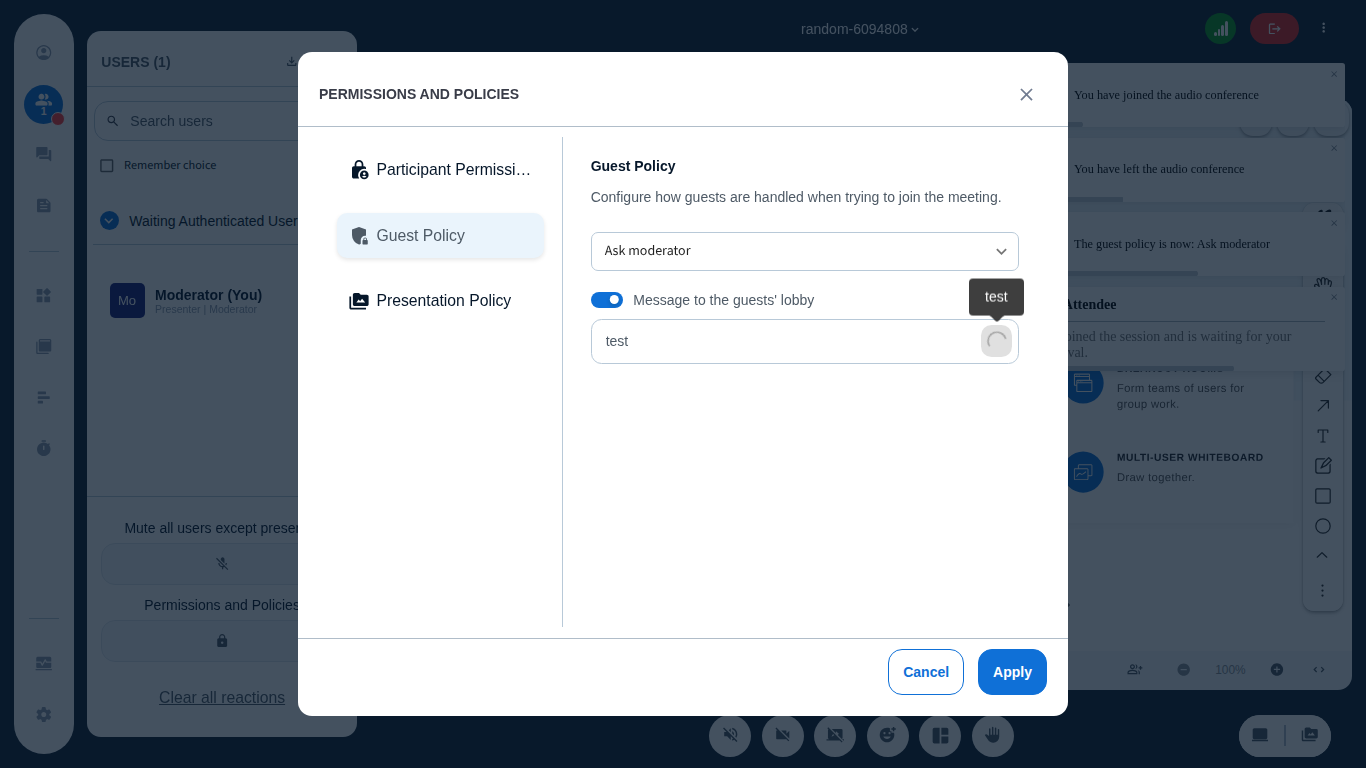 random-6094808
USERS (1)
1
Search users
Remember choice
Waiting Authenticated User
Mo
Moderator (You)
Presenter | Moderator
Mute all users except presen
Permissions and Policies
Clear all reactions
PERMISSIONS AND POLICIES
Participant Permissi…
Guest Policy
Presentation Policy
Guest Policy
Configure how guests are handled when trying to join the meeting.
Ask moderator
Message to the guests' lobby
test
test
Cancel
Apply
You have joined the audio conference
You have left the audio conference
The guest policy is now: Ask moderator
Attendee
oined the session and is waiting for your
val.
Form teams of users for
group work.
MULTI-USER WHITEBOARD
Draw together.
100%